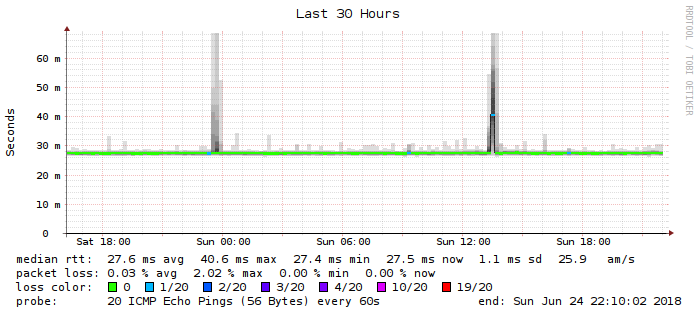 Last 30 Hours
RRDTOOL / TOBI OETIKER
Seconds
60 m
50 m
40 m
30 m
20 m
10 m
0
Sat 18:00 Sun 00:00 Sun 06:00 Sun 12:00 Sun 18:00
median rtt: 27.6 ms avg 40.6 ms max 27.4 ms min 27.5 ms now 1.1 ms sd 25.9 am/s
packet loss: 0.03 % avg 2.02 % max 0.00 % min 0.00 % now
loss color: 0 1/20 2/20 3/20 4/20 10/20 19/20
probe: 20 ICMP Echo Pings (56 Bytes) every 60s end: Sun Jun 24 22:10:02 2018